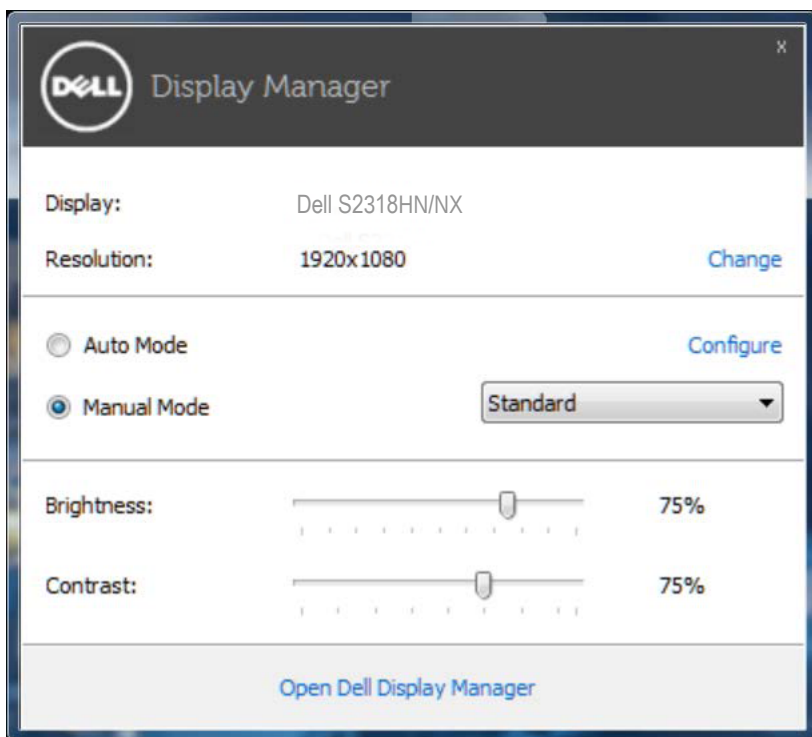 DELL Display Manager x
Display: Dell S2318HN/NX
Resolution: 1920x1080 Change
Auto Mode Configure
Manual Mode Standard
Brightness: 75%
Contrast: 75%
Open Dell Display Manager